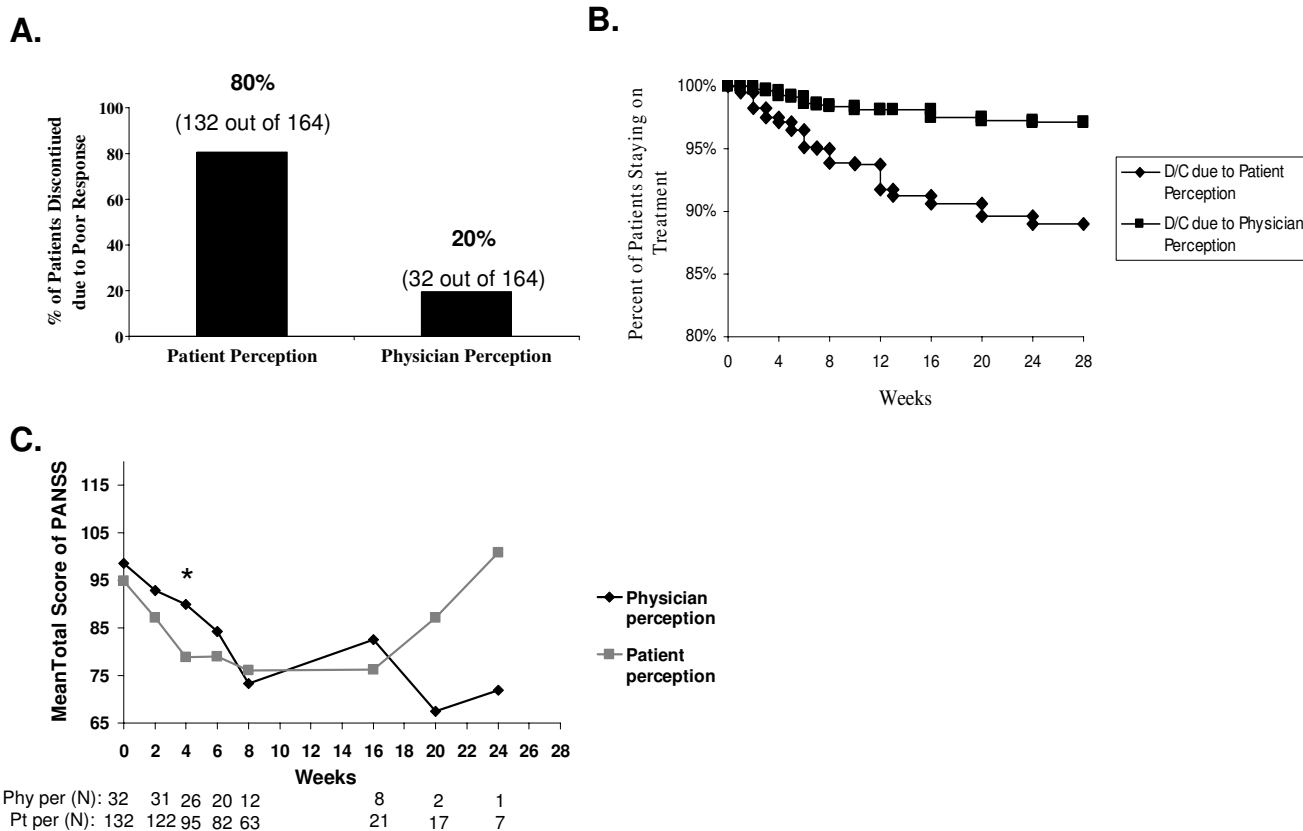 A.
80%
(132 out of 164)
20%
(32 out of 164)
% of Patients Discontiued
due to Poor Response
100
80
60
40
20
0
Patient Perception
Physician Perception
B.
Percent of Patients Staying on
Treatment
100%
95%
90%
85%
80%
0 4 8 12 16 20 24 28
Weeks
D/C due to Patient
Perception
D/C due to Physician
Perception
C.
MeanTotal Score of PANSS
115
105
95
85
75
65
*
0 2 4 6 8 10 12 14 16 18 20 22 24 26 28
Weeks
Physician
perception
Patient
perception
Phy per (N): 32 31 26 20 12 8 2 1
Pt per (N): 132 122 95 82 63 21 17 7